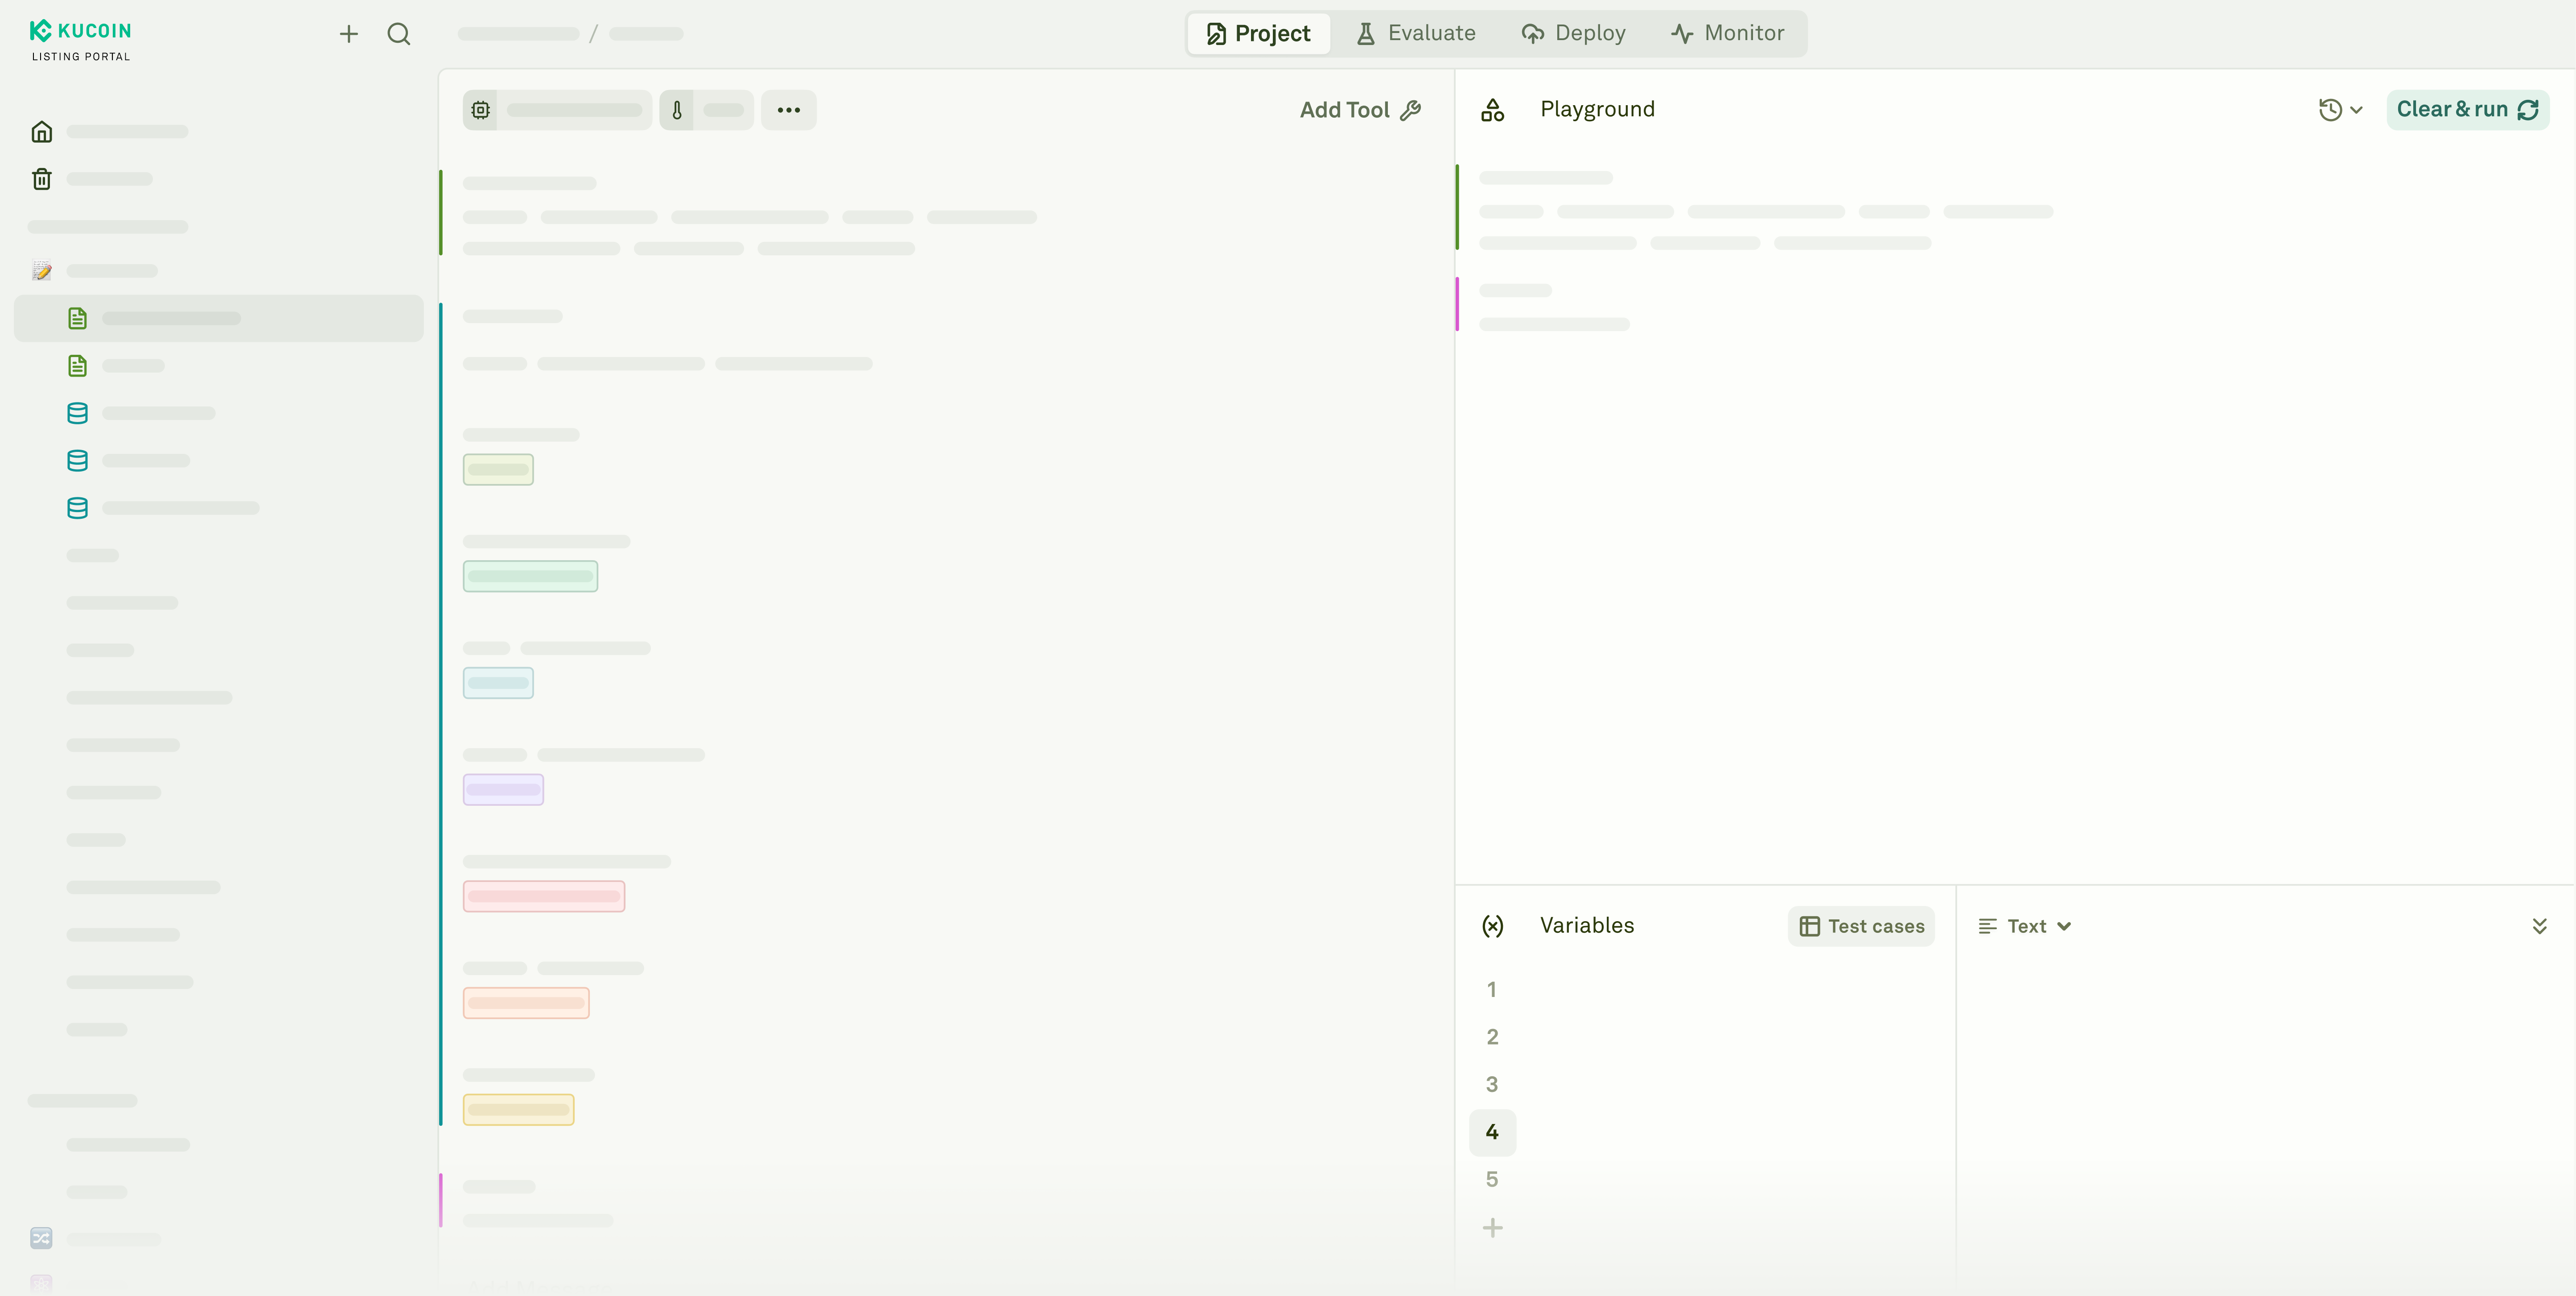 KUCOIN
LISTING PORTAL
/
Project
Evaluate
Deploy
Monitor
Add Tool
Playground
Clear & run
Variables
Test cases
Text
1
2
3
4
5